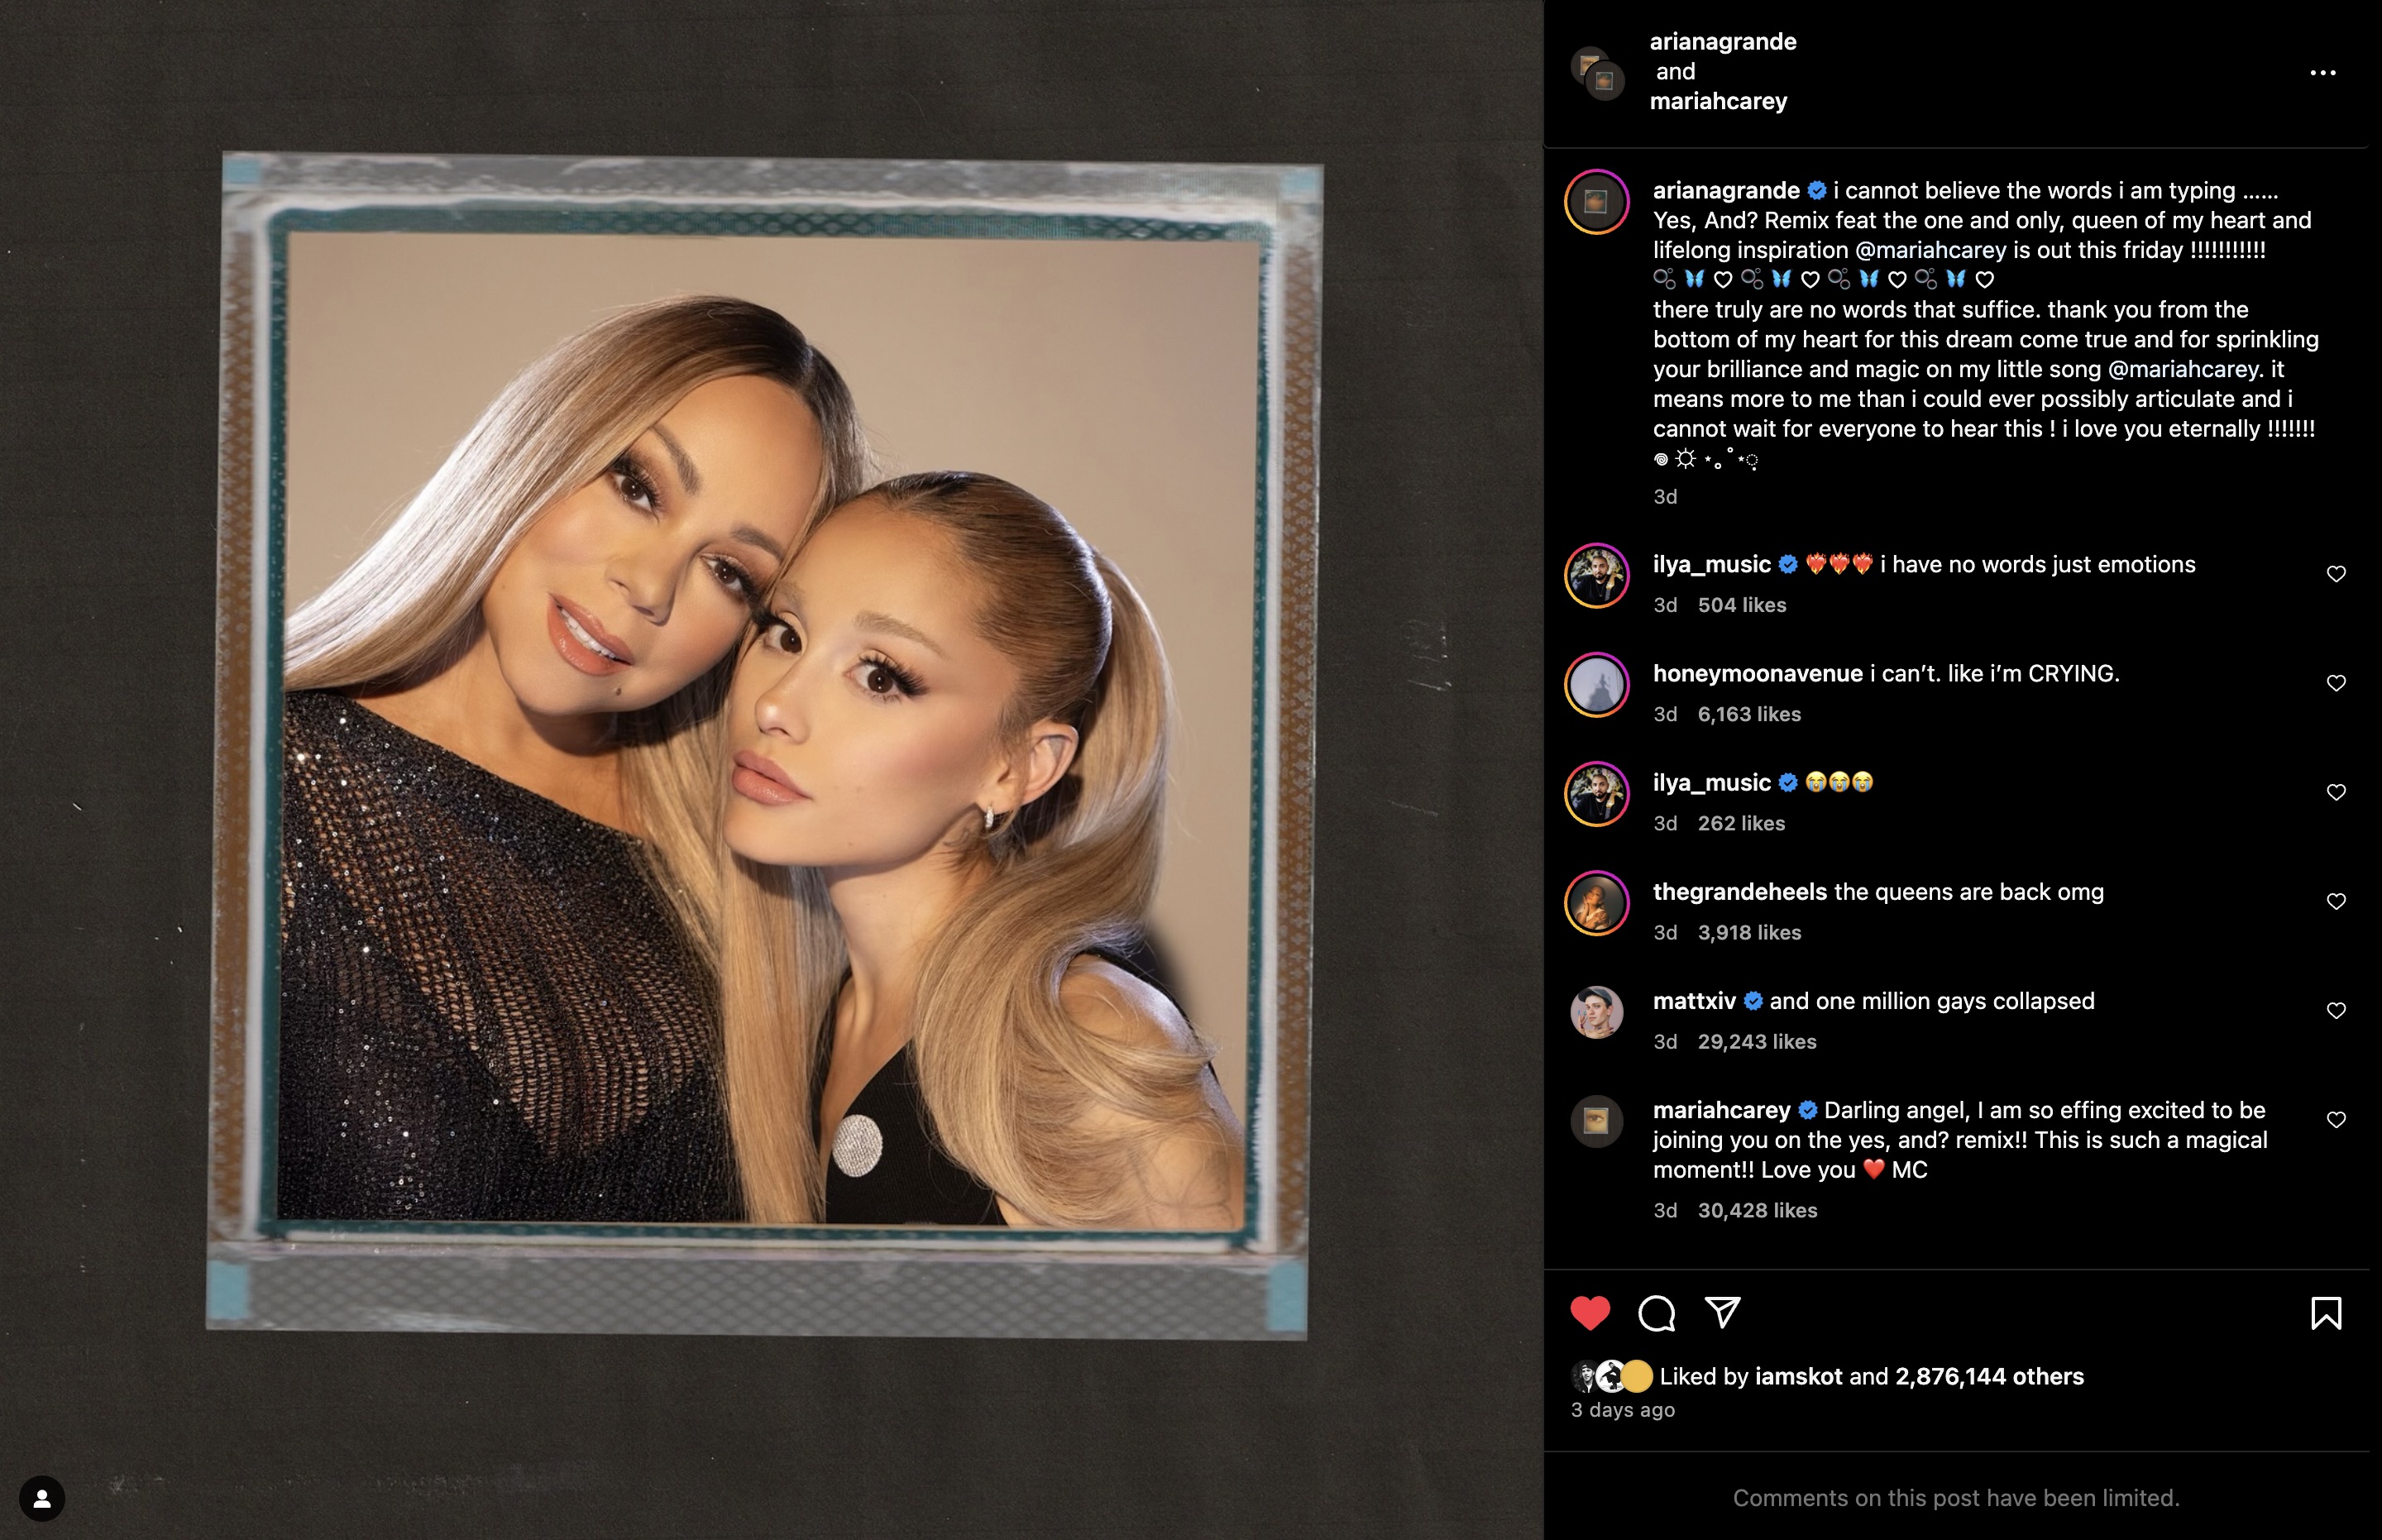 arianagrande
and
mariahcarey
arianagrande i cannot believe the words i am typing ......
Yes, And? Remix feat the one and only, queen of my heart and
lifelong inspiration @mariahcarey is out this friday !!!!!!!!!!!
🫧 🦋 ♡ 🫧 🦋 ♡ 🫧 🦋 ♡ 🫧 🦋 ♡
there truly are no words that suffice. thank you from the
bottom of my heart for this dream come true and for sprinkling
your brilliance and magic on my little song @mariahcarey. it
means more to me than i could ever possibly articulate and i
cannot wait for everyone to hear this ! i love you eternally !!!!!!!
3d
ilya_music ❤️‍🔥❤️‍🔥❤️‍🔥 i have no words just emotions
3d 504 likes
honeymoonavenue i can’t. like i’m CRYING.
3d 6,163 likes
ilya_music 😭😭😭
3d 262 likes
thegrandeheels the queens are back omg
3d 3,918 likes
mattxiv and one million gays collapsed
3d 29,243 likes
mariahcarey Darling angel, I am so effing excited to be
joining you on the yes, and? remix!! This is such a magical
moment!! Love you ❤️ MC
3d 30,428 likes
Liked by iamskot and 2,876,144 others
3 days ago
Comments on this post have been limited.